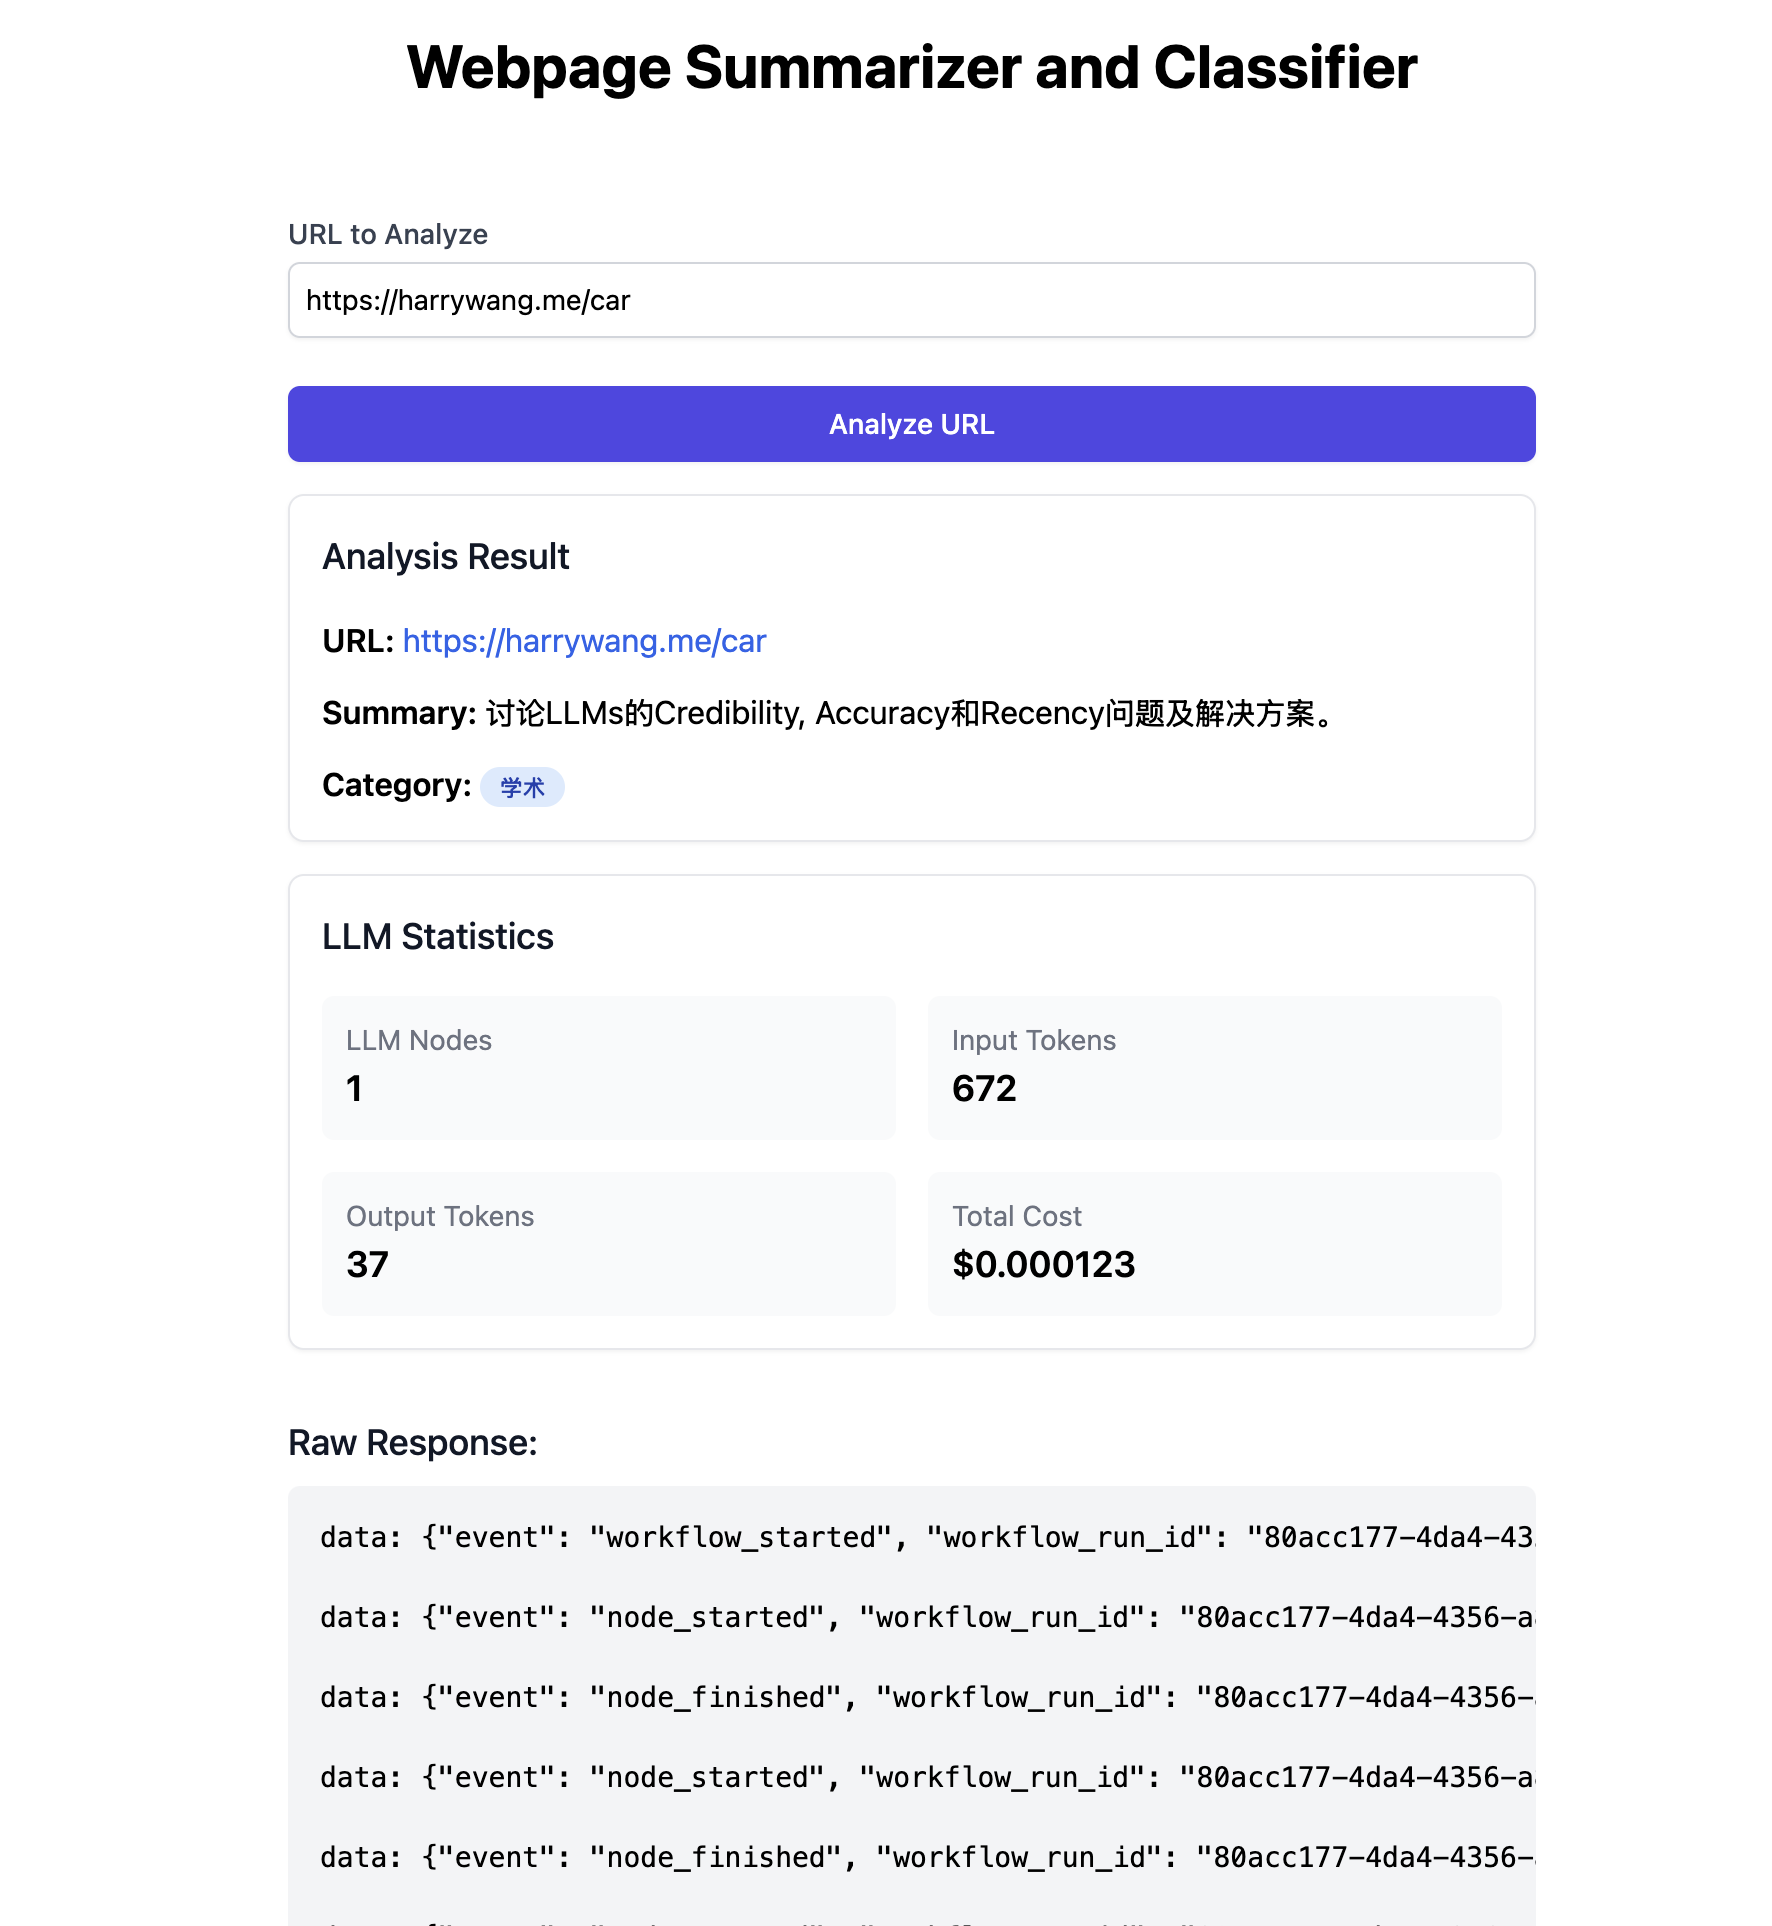 Webpage Summarizer and Classifier
URL to Analyze
https://harrywang.me/car
Analyze URL
Analysis Result
URL: https://harrywang.me/car
Summary: 讨论LLMs的Credibility, Accuracy和Recency问题及解决方案。
Category: 学术
LLM Statistics
LLM Nodes
1
Input Tokens
672
Output Tokens
37
Total Cost
$0.000123
Raw Response:
data: {"event": "workflow_started", "workflow_run_id": "80acc177-4da4-43
data: {"event": "node_started", "workflow_run_id": "80acc177-4da4-4356-a
data: {"event": "node_finished", "workflow_run_id": "80acc177-4da4-4356-
data: {"event": "node_started", "workflow_run_id": "80acc177-4da4-4356-a
data: {"event": "node_finished", "workflow_run_id": "80acc177-4da4-4356-